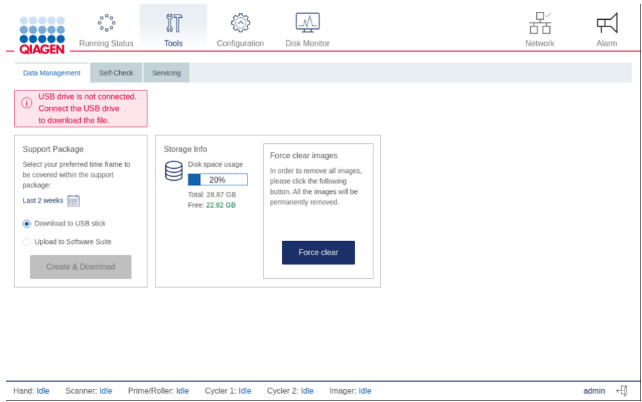 QIAGEN
Running Status
Tools
Configuration
Disk Monitor
Network
Alarm
Data Management
Self-Check
Servicing
USB drive is not connected.
Connect the USB drive
to download the file.
Support Package
Select your preferred time frame to
be covered within the support
package:
Last 2 weeks
Download to USB stick
Upload to Software Suite
Create & Download
Storage Info
Disk space usage
20%
Total: 28.87 GB
Free: 22.82 GB
Force clear images
In order to remove all images,
please click the following
button. All the images will be
permanently removed.
Force clear
Hand: Idle
Scanner: Idle
Prime/Roller: Idle
Cycler 1: Idle
Cycler 2: Idle
Imager: Idle
admin